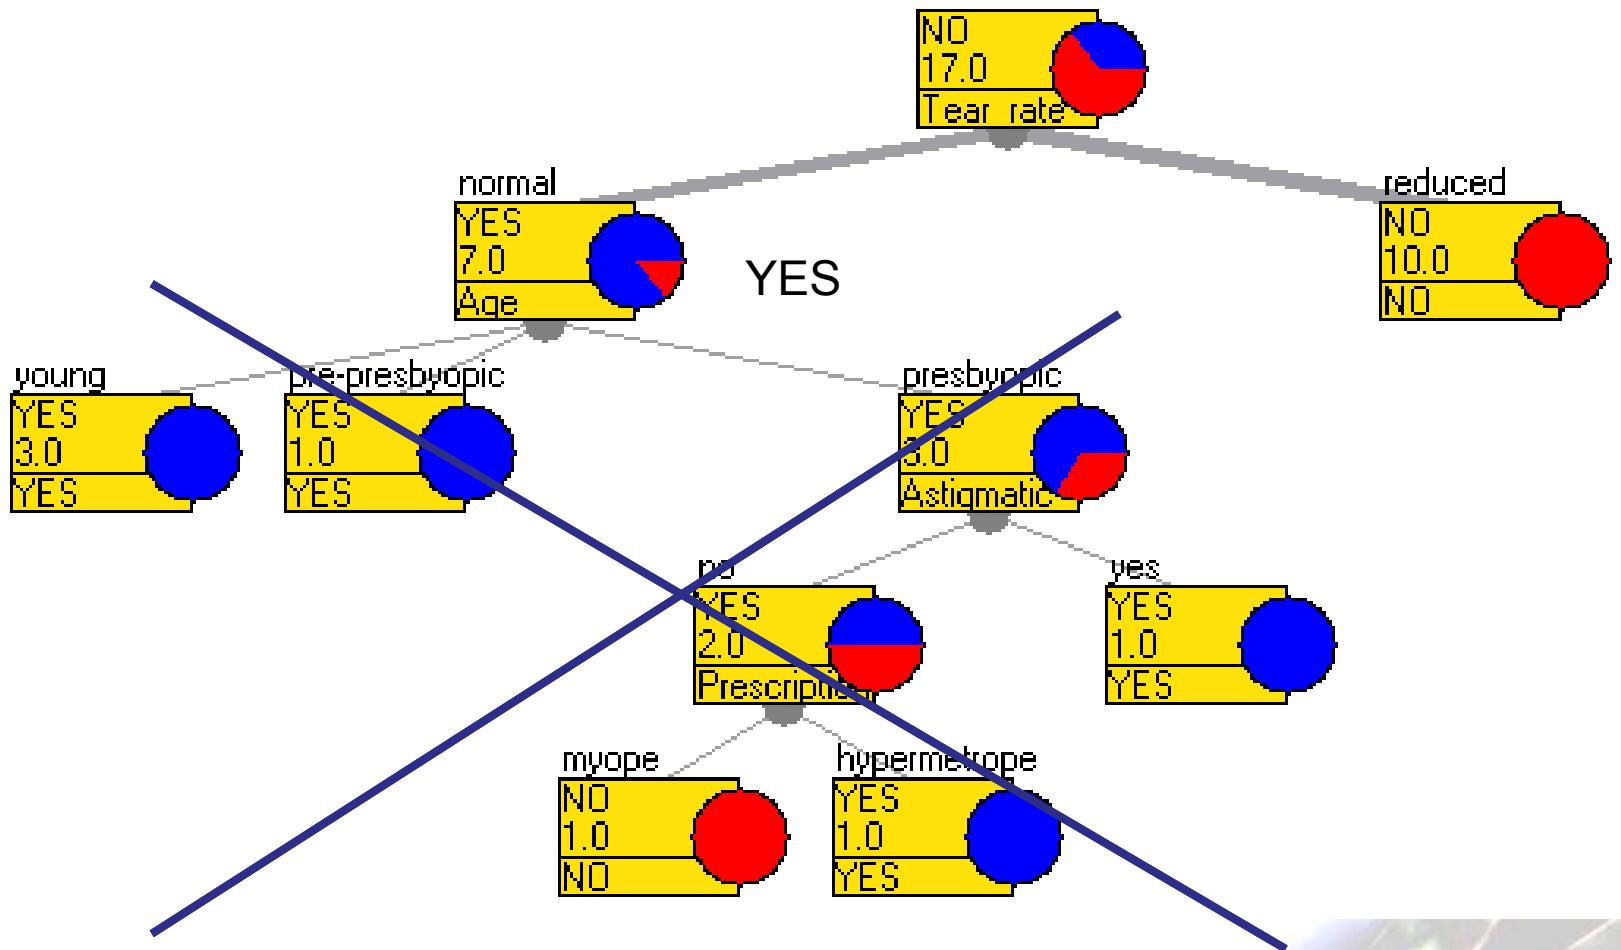 NO
17.0
Tear rate
normal
reduced
YES
7.0
Age
YES
NO
10.0
NO
young
pre-presbyopic
presbyopic
YES
3.0
YES
YES
1.0
YES
YES
3.0
Astigmatic
no
yes
YES
2.0
Prescription
YES
1.0
YES
myope
hypermetrope
NO
1.0
NO
YES
1.0
YES